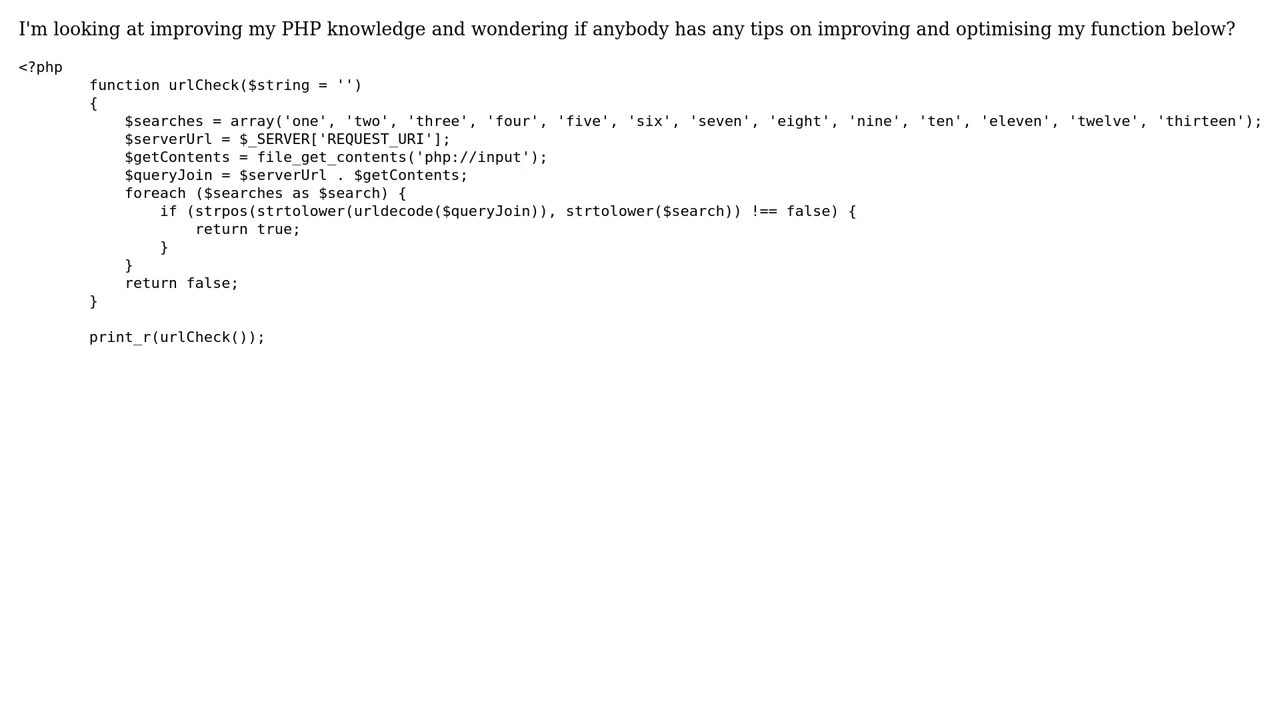 I'm looking at improving my PHP knowledge and wondering if anybody has any tips on improving and optimising my function below?
<?php
        function urlCheck($string = '')
        {
            $searches = array('one', 'two', 'three', 'four', 'five', 'six', 'seven', 'eight', 'nine', 'ten', 'eleven', 'twelve', 'thirteen');
            $serverUrl = $_SERVER['REQUEST_URI'];
            $getContents = file_get_contents('php://input');
            $queryJoin = $serverUrl . $getContents;
            foreach ($searches as $search) {
                if (strpos(strtolower(urldecode($queryJoin)), strtolower($search)) !== false) {
                    return true;
                }
            }
            return false;
        }

        print_r(urlCheck());